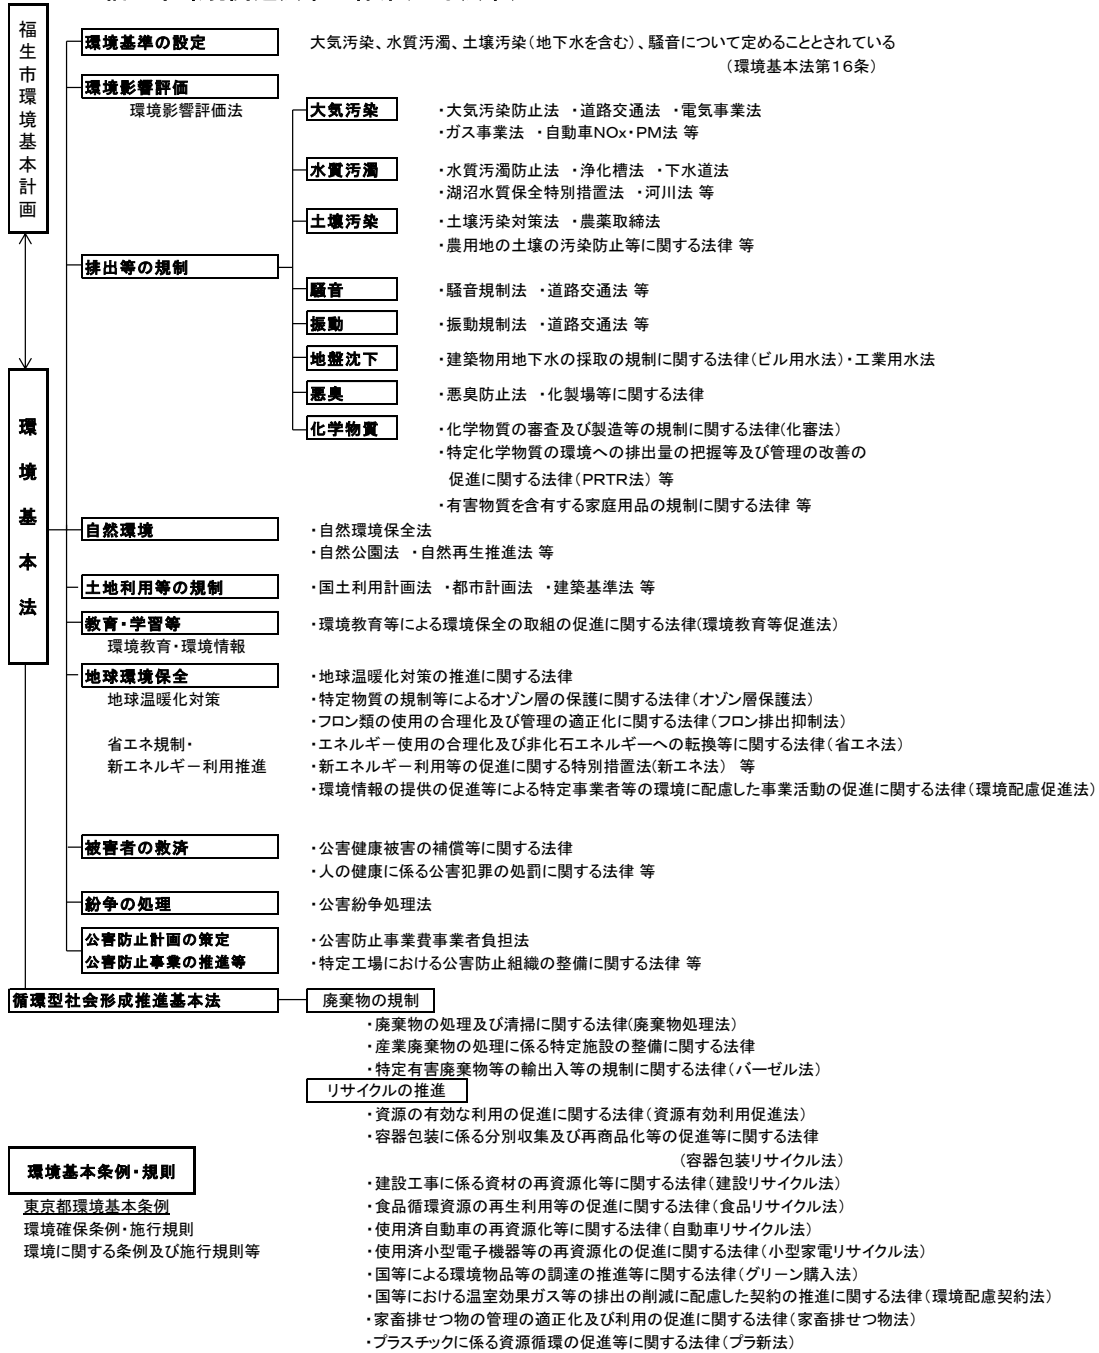 福生市環境基本計画
環境基準の設定
大気汚染、水質汚濁、土壌汚染(地下水を含む)、騒音について定めることとされている
(環境基本法第16条)
環境影響評価
環境影響評価法
大気汚染
・大気汚染防止法 ・道路交通法 ・電気事業法
・ガス事業法 ・自動車NOx・PM法 等
水質汚濁
・水質汚濁防止法 ・浄化槽法 ・下水道法
・湖沼水質保全特別措置法 ・河川法 等
土壌汚染
・土壌汚染対策法 ・農薬取締法
・農用地の土壌の汚染防止等に関する法律 等
排出等の規制
騒音
・騒音規制法 ・道路交通法 等
振動
・振動規制法 ・道路交通法 等
地盤沈下
・建築物用地下水の採取の規制に関する法律(ビル用水法)・工業用水法
悪臭
・悪臭防止法 ・化製場等に関する法律
化学物質
・化学物質の審査及び製造等の規制に関する法律(化審法)
・特定化学物質の環境への排出量の把握等及び管理の改善の
促進に関する法律(PRTR法) 等
・有害物質を含有する家庭用品の規制に関する法律 等
環境基本法
自然環境
・自然環境保全法
・自然公園法 ・自然再生推進法 等
土地利用等の規制
・国土利用計画法 ・都市計画法 ・建築基準法 等
教育・学習等
・環境教育等による環境保全の取組の促進に関する法律(環境教育等促進法)
環境教育・環境情報
地球環境保全
・地球温暖化対策の推進に関する法律
地球温暖化対策
・特定物質の規制等によるオゾン層の保護に関する法律(オゾン層保護法)
・フロン類の使用の合理化及び管理の適正化に関する法律(フロン排出抑制法)
省エネ規制・
・エネルギー使用の合理化及び非化石エネルギーへの転換等に関する法律(省エネ法)
新エネルギー利用推進
・新エネルギー利用等の促進に関する特別措置法(新エネ法) 等
・環境情報の提供の促進等による特定事業者等の環境に配慮した事業活動の促進に関する法律(環境配慮促進法)
被害者の救済
・公害健康被害の補償等に関する法律
・人の健康に係る公害犯罪の処罰に関する法律 等
紛争の処理
・公害紛争処理法
公害防止計画の策定
・公害防止事業費事業者負担法
公害防止事業の推進等
・特定工場における公害防止組織の整備に関する法律 等
循環型社会形成推進基本法
廃棄物の規制
・廃棄物の処理及び清掃に関する法律(廃棄物処理法)
・産業廃棄物の処理に係る特定施設の整備に関する法律
・特定有害廃棄物等の輸出入等の規制に関する法律(バーゼル法)
リサイクルの推進
・資源の有効な利用の促進に関する法律(資源有効利用促進法)
・容器包装に係る分別収集及び再商品化等の促進等に関する法律
(容器包装リサイクル法)
・建設工事に係る資材の再資源化等に関する法律(建設リサイクル法)
・食品循環資源の再生利用等の促進に関する法律(食品リサイクル法)
・使用済自動車の再資源化等に関する法律(自動車リサイクル法)
・使用済小型電子機器等の再資源化の促進に関する法律(小型家電リサイクル法)
・国等による環境物品等の調達の推進等に関する法律(グリーン購入法)
・国等における温室効果ガス等の排出の削減に配慮した契約の推進に関する法律(環境配慮契約法)
・家畜排せつ物の管理の適正化及び利用の促進に関する法律(家畜排せつ物法)
・プラスチックに係る資源循環の促進等に関する法律(プラ新法)
環境基本条例・規則
東京都環境基本条例
環境確保条例・施行規則
環境に関する条例及び施行規則等